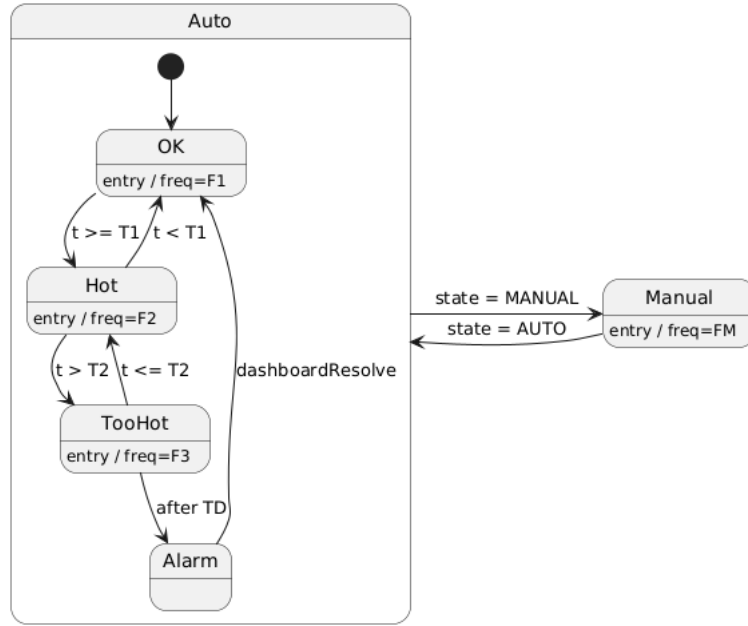 Auto
OK
entry / freq=F1
t >= T1
t < T1
Hot
entry / freq=F2
state = MANUAL
Manual
state = AUTO
entry / freq=FM
t > T2
t <= T2
dashboardResolve
TooHot
entry / freq=F3
after TD
Alarm